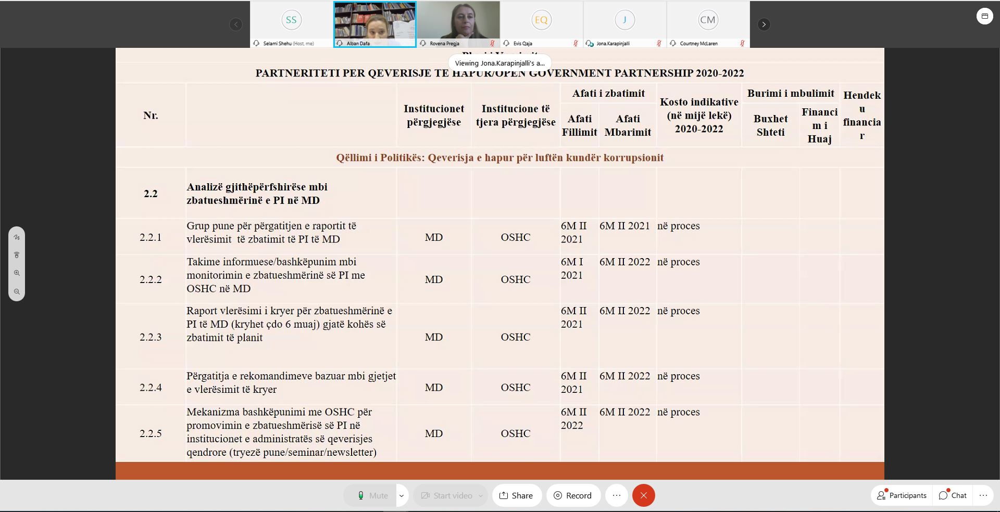 SS
EQ
J
CM
Selami Shehu (Host, me)
Alban Dafa
Rovena Pregja
Evis Qaja
Jona.Karapinjalli
Courtney McLaren
Viewing Jona.Karapinjalli's a...
PARTNERITETI PER QEVERISJE TE HAPUR/OPEN GOVERNMENT PARTNERSHIP 2020-2022
Nr.
Institucionet
përgjegjëse
Institucione të
tjera përgjegjëse
Afati i zbatimit
Afati
Fillimit
Afati
Mbarimit
Kosto indikative
(në mijë lekë)
2020-2022
Burimi i mbulimit
Buxhet
Shteti
Financi
m i
Huaj
Hendek
u
financia
r
Qëllimi i Politikës: Qeverisja e hapur për luftën kundër korrupsionit
2.2
Analizë gjithëpërfshirëse mbi
zbatueshmërinë e PI në MD
2.2.1
Grup pune për përgatitjen e raportit të
vlerësimit të zbatimit të PI të MD
MD
OSHC
6M II
2021
6M II 2021
në proces
2.2.2
Takime informuese/bashkëpunim mbi
monitorimin e zbatueshmërinë së PI me
OSHC në MD
MD
OSHC
6M I
2021
6M II 2022
në proces
2.2.3
Raport vlerësimi i kryer për zbatueshmërinë e
PI të MD (kryhet çdo 6 muaj) gjatë kohës së
zbatimit të planit
MD
OSHC
6M II
2021
6M II 2022
në proces
2.2.4
Përgatitja e rekomandimeve bazuar mbi gjetjet
e vlerësimit të kryer
MD
OSHC
6M II
2021
6M II 2022
në proces
2.2.5
Mekanizma bashkëpunimi me OSHC për
promovimin e zbatueshmërisë së PI në
institucionet e administratës së qeverisjes
qendrore (tryezë pune/seminar/newsletter)
MD
OSHC
6M II
2022
6M II 2022
në proces
Mute
Start video
Share
Record
Participants
Chat